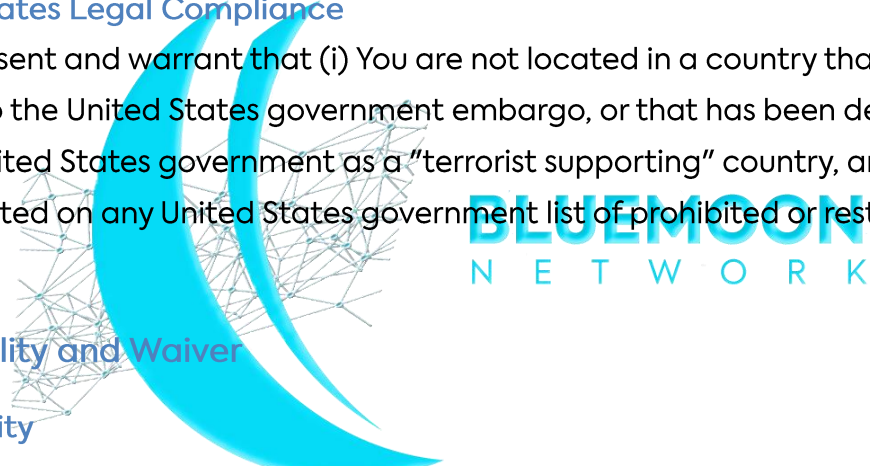 ates Legal Compliance
sent and warrant that (i) You are not located in a country tha
o the United States government embargo, or that has been de
ited States government as a "terrorist supporting" country, an
ted on any United States government list of prohibited or rest
BLUEMOON
NETWORK
lity and Waiver
ity